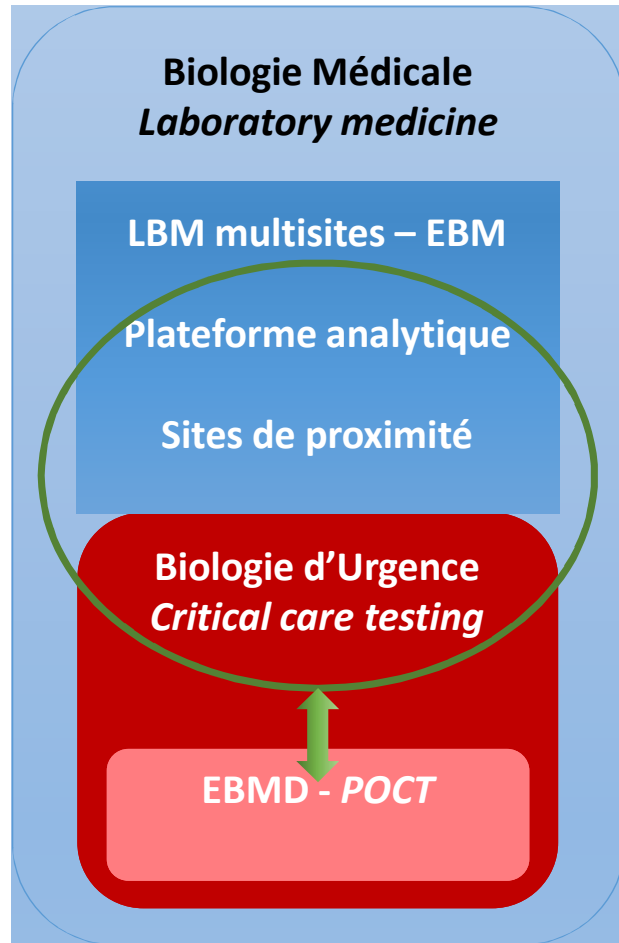 Biologie Médicale
Laboratory medicine
LBM multisites – EBM
Plateforme analytique
Sites de proximité
Biologie d’Urgence
Critical care testing
EBMD - POCT